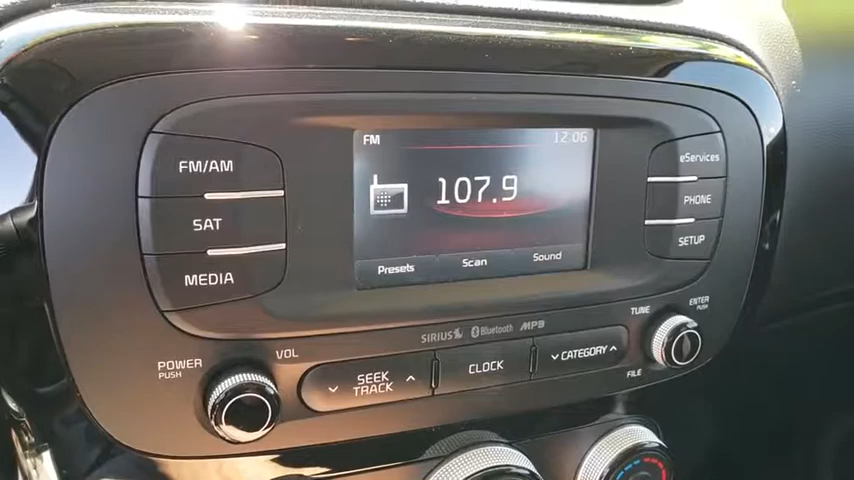 FM 12:06
107.9
Presets Scan Sound
FM/AM
SAT
MEDIA
eServices
PHONE
SETUP
SIRIUS Bluetooth MP3
POWER
PUSH
VOL
SEEK
TRACK
CLOCK
CATEGORY
TUNE
FILE
ENTER
PUSH